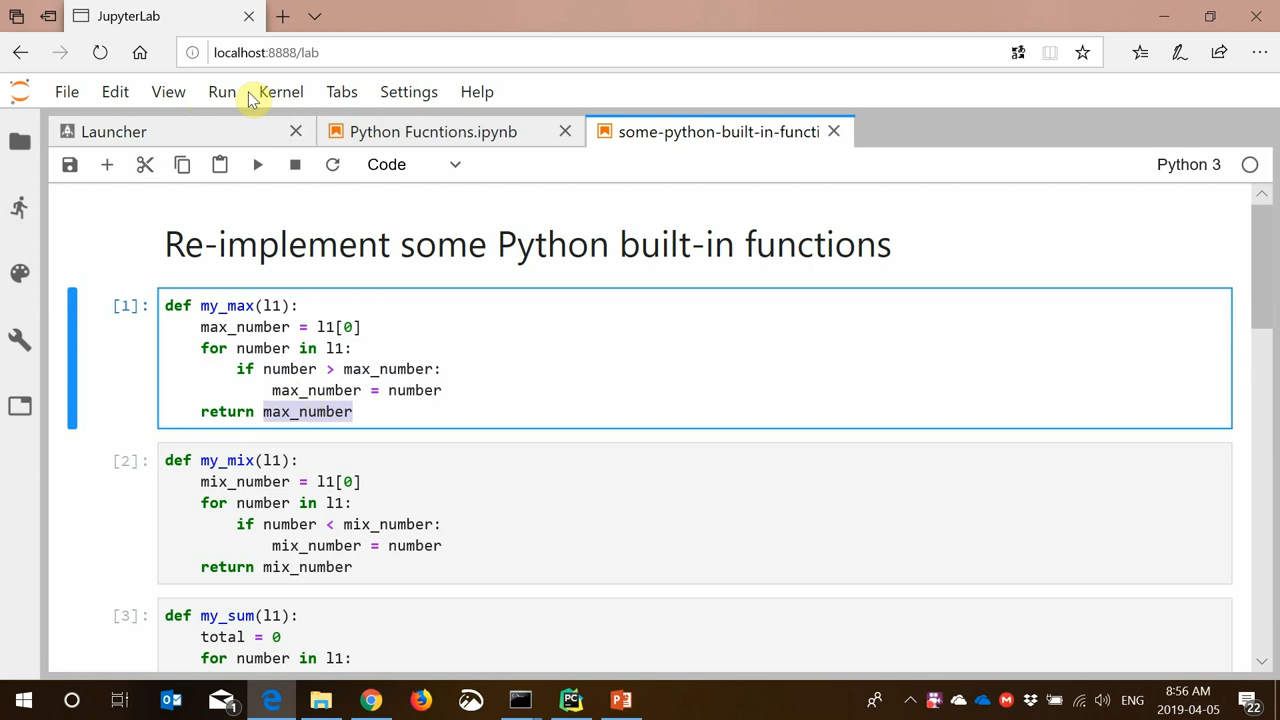 JupyterLab
localhost:8888/lab
File Edit View Run Kernel Tabs Settings Help
Launcher Python Fucntions.ipynb some-python-built-in-functi
Code Python 3
Re-implement some Python built-in functions
[1]: def my_max(l1):
max_number = l1[0]
for number in l1:
if number > max_number:
max_number = number
return max_number
[2]: def my_mix(l1):
mix_number = l1[0]
for number in l1:
if number < mix_number:
mix_number = number
return mix_number
[3]: def my_sum(l1):
total = 0
for number in l1:
1 PC ENG 8:56 AM
2019-04-05 22